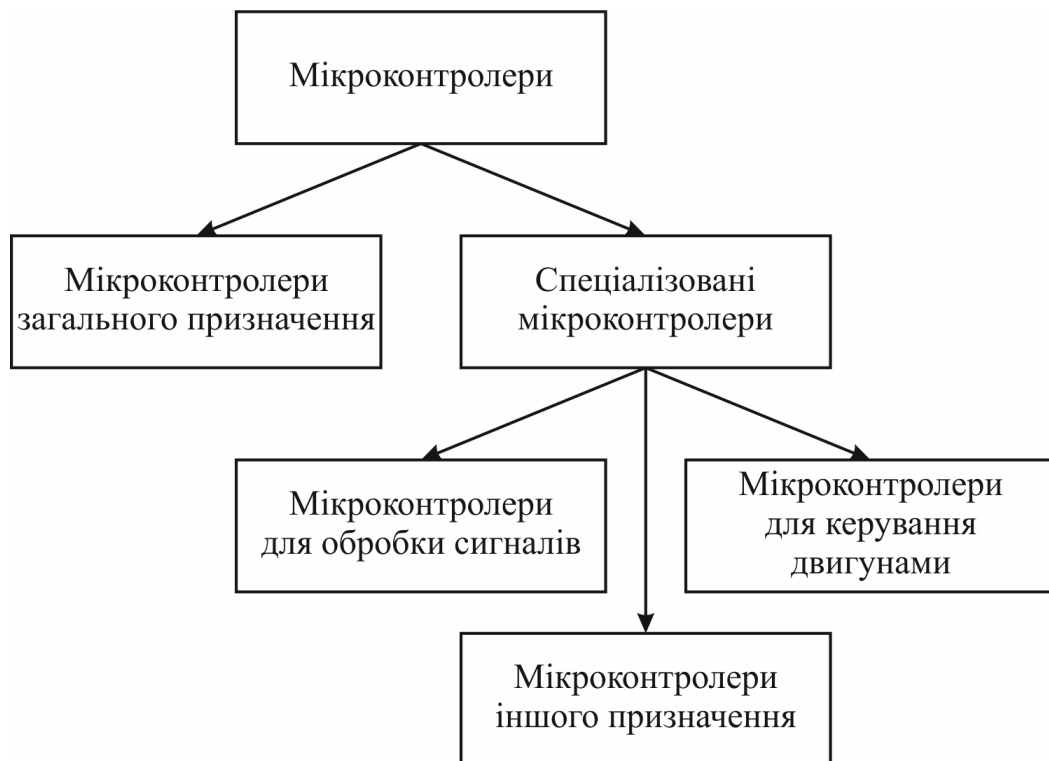 Мікроконтролери
Мікроконтролери
загального призначення
Спеціалізовані
мікроконтролери
Мікроконтролери
для обробки сигналів
Мікроконтролери
для керування
двигунами
Мікроконтролери
іншого призначення